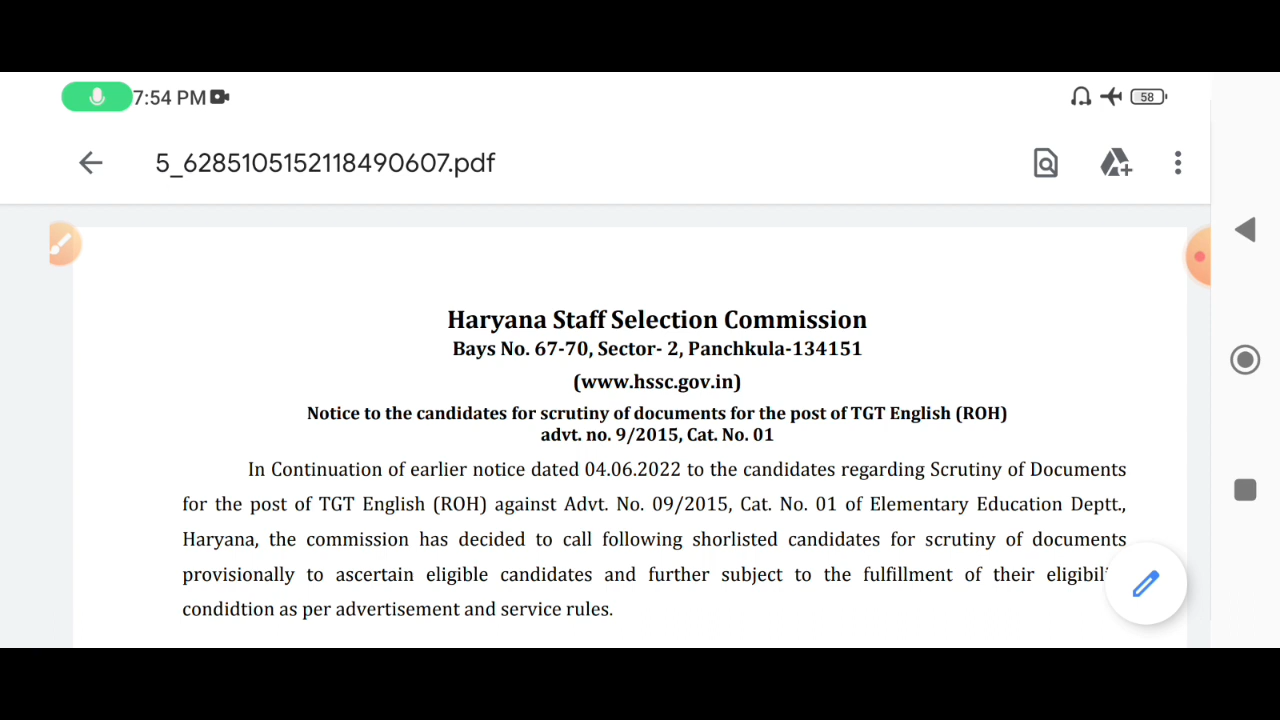 7:54 PM
58
5_6285105152118490607.pdf
Haryana Staff Selection Commission
Bays No. 67-70, Sector- 2, Panchkula-134151
(www.hssc.gov.in)
Notice to the candidates for scrutiny of documents for the post of TGT English (ROH)
advt. no. 9/2015, Cat. No. 01
In Continuation of earlier notice dated 04.06.2022 to the candidates regarding Scrutiny of Documents
for the post of TGT English (ROH) against Advt. No. 09/2015, Cat. No. 01 of Elementary Education Deptt.,
Haryana, the commission has decided to call following shorlisted candidates for scrutiny of documents
provisionally to ascertain eligible candidates and further subject to the fulfillment of their
condidtion as per advertisement and service rules.